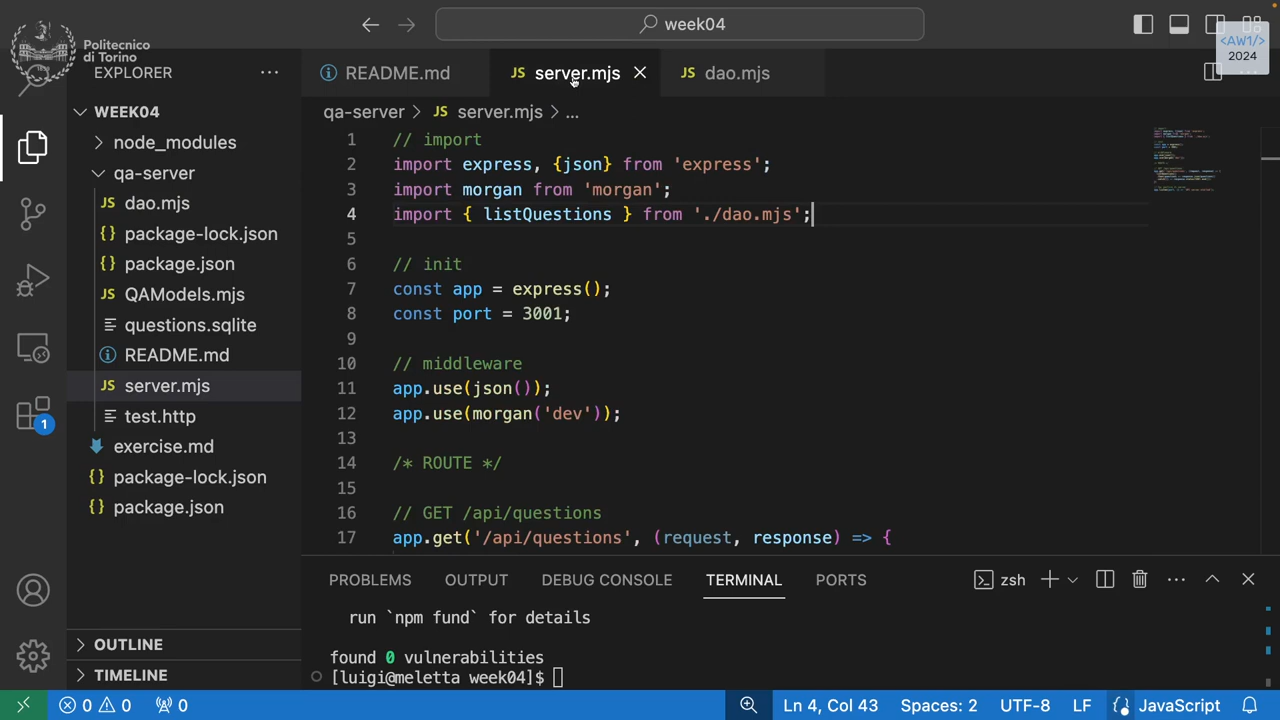 week04
Politecnico
di Torino
<AW1/>
2024
EXPLORER
README.md
JS server.mjs
JS dao.mjs
qa-server > JS server.mjs > ...
WEEK04
node_modules
qa-server
JS dao.mjs
{} package-lock.json
{} package.json
JS QAModels.mjs
questions.sqlite
README.md
JS server.mjs
test.http
exercise.md
{} package-lock.json
{} package.json
OUTLINE
TIMELINE
1
1 // import
2 import express, {json} from 'express';
3 import morgan from 'morgan';
4 import { listQuestions } from './dao.mjs';
5
6 // init
7 const app = express();
8 const port = 3001;
9
10 // middleware
11 app.use(json());
12 app.use(morgan('dev'));
13
14 /* ROUTE */
15
16 // GET /api/questions
17 app.get('/api/questions', (request, response) => {
PROBLEMS OUTPUT DEBUG CONSOLE TERMINAL PORTS zsh
run `npm fund` for details
found 0 vulnerabilities
[luigi@meletta week04]$
0 0 0 Ln 4, Col 43 Spaces: 2 UTF-8 LF {} JavaScript